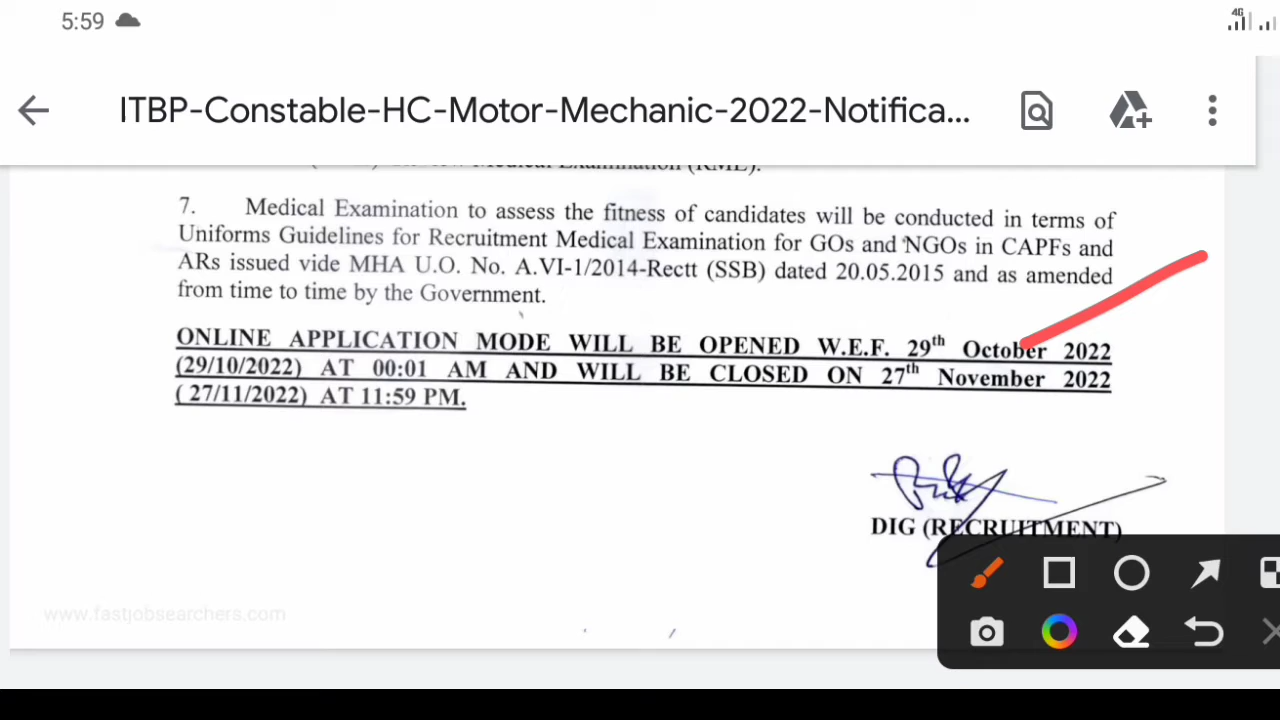 5:59
4G
ITBP-Constable-HC-Motor-Mechanic-2022-Notifica...
Medical Examination (RME).
7. Medical Examination to assess the fitness of candidates will be conducted in terms of
Uniforms Guidelines for Recruitment Medical Examination for GOs and NGOs in CAPFs and
ARs issued vide MHA U.O. No. A.VI-1/2014-Rectt (SSB) dated 20.05.2015 and as amended
from time to time by the Government.
ONLINE APPLICATION MODE WILL BE OPENED W.E.F. 29th October 2022
(29/10/2022) AT 00:01 AM AND WILL BE CLOSED ON 27th November 2022
( 27/11/2022) AT 11:59 PM.
DIG (RECRUITMENT)
www.fastjobsearchers.com